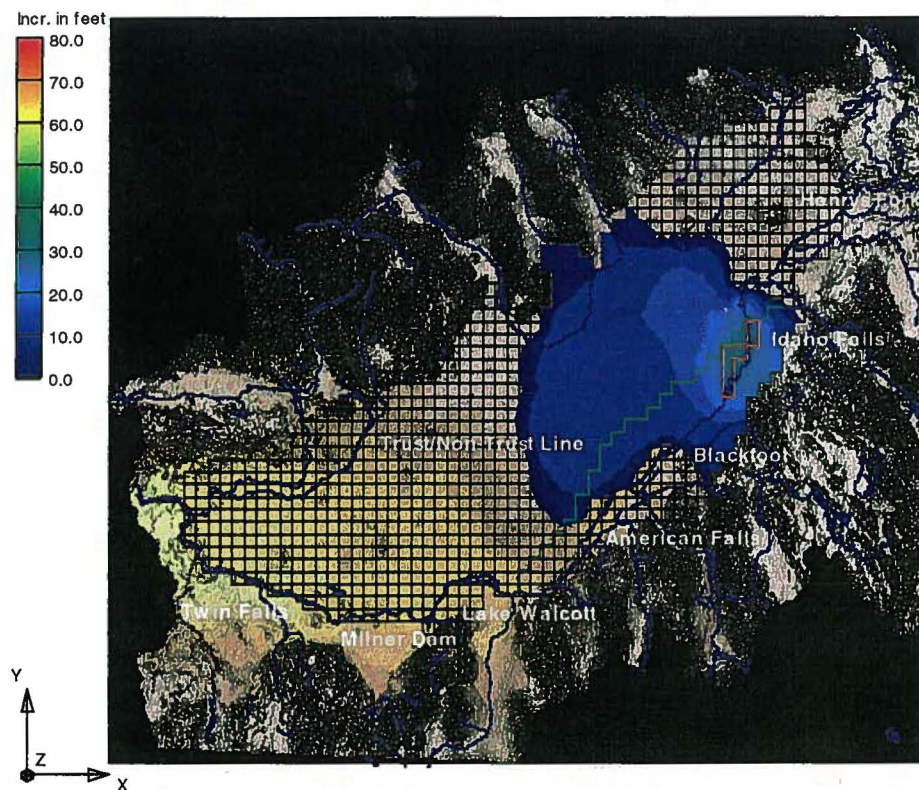 Incr. in feet
80.0
70.0
60.0
50.0
40.0
30.0
20.0
10.0
0.0
Idaho Falls
Trust/Non-Trust Line
Blackfoot
American Falls
Twin Falls
Lake Walcott
Milner Dam
Y
Z
X